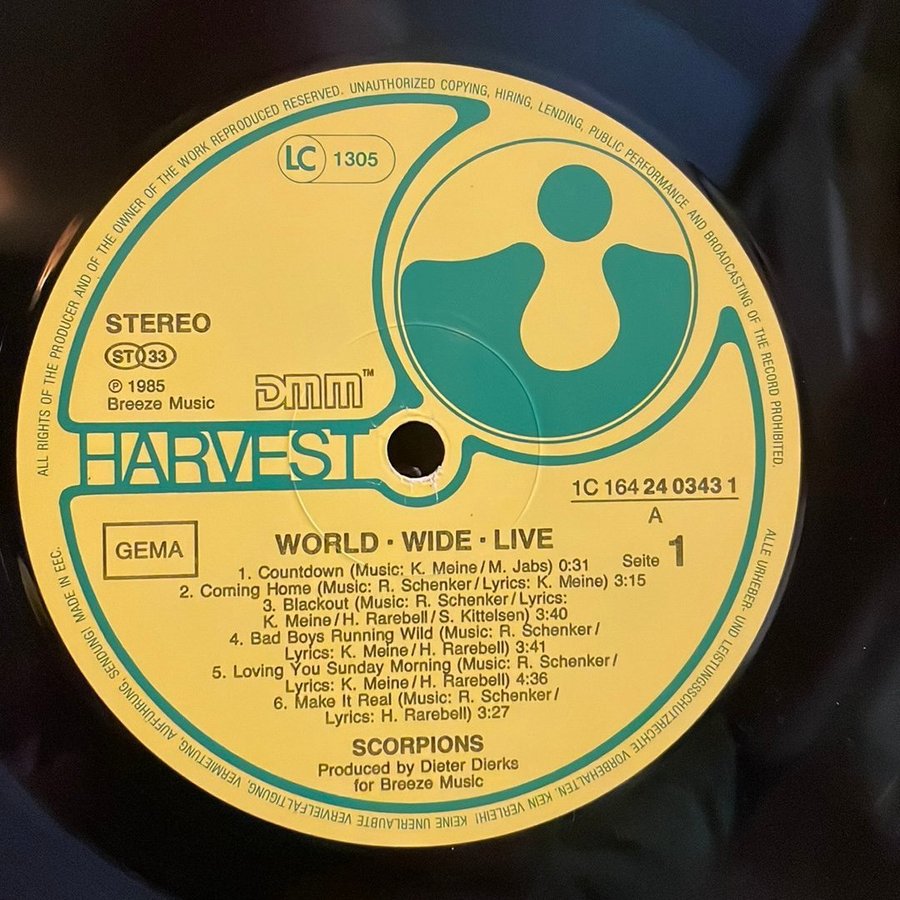 ALL RIGHTS OF THE PRODUCER AND OF THE OWNER OF THE WORK REPRODUCED RESERVED. UNAUTHORIZED COPYING, HIRING, LENDING, PUBLIC PERFORMANCE AND BROADCASTING OF THE RECORD PROHIBITED.
LC 1305
STEREO
ST 33
℗ 1985
Breeze Music
DMM™
HARVEST
1C 164 24 0343 1
A
GEMA
WORLD · WIDE · LIVE
Seite 1
1. Countdown (Music: K. Meine/M. Jabs) 0:31
2. Coming Home (Music: R. Schenker/Lyrics: K. Meine) 3:15
3. Blackout (Music: R. Schenker/Lyrics:
K. Meine/H. Rarebell/S. Kittelsen) 3:40
4. Bad Boys Running Wild (Music: R. Schenker/
Lyrics: K. Meine/H. Rarebell) 3:41
5. Loving You Sunday Morning (Music: R. Schenker/
Lyrics: K. Meine/H. Rarebell) 4:36
6. Make It Real (Music: R. Schenker/
Lyrics: H. Rarebell) 3:27
SCORPIONS
Produced by Dieter Dierks
for Breeze Music
ALLE URHEBER- UND LEISTUNGSSCHUTZRECHTE VORBEHALTEN. KEIN VERLEIH! KEINE UNERLAUBTE VERVIELFÄLTIGUNG, VERMIETUNG, AUFFÜHRUNG, SENDUNG! MADE IN EEC.